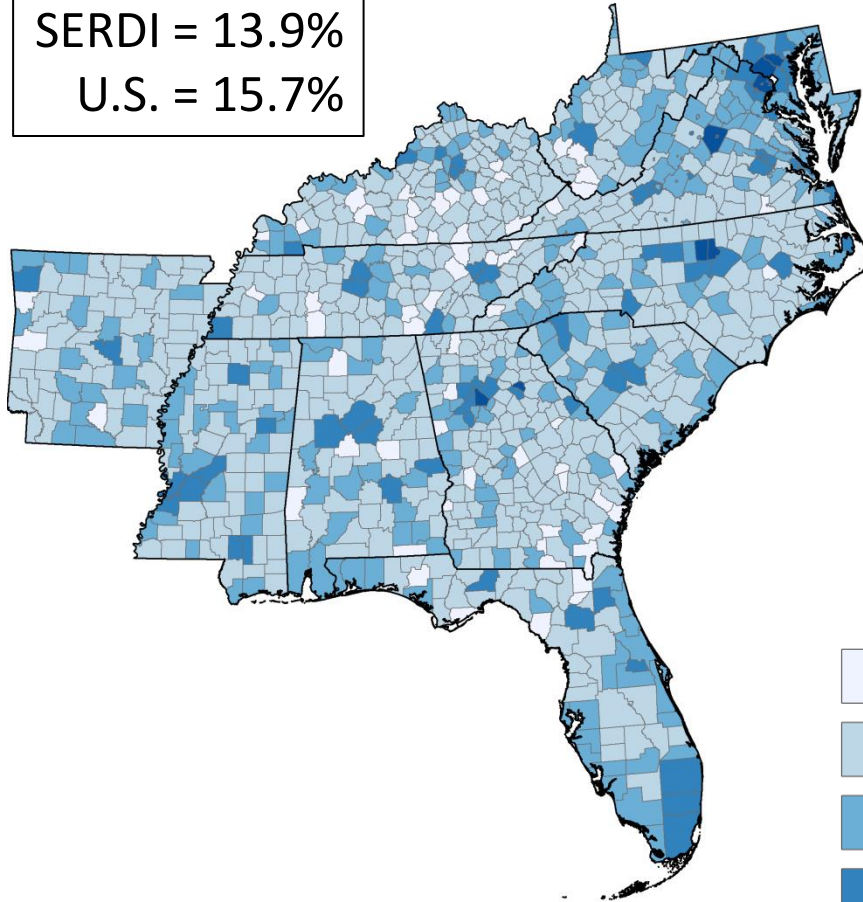 SERDI = 13.9%
U.S. = 15.7%